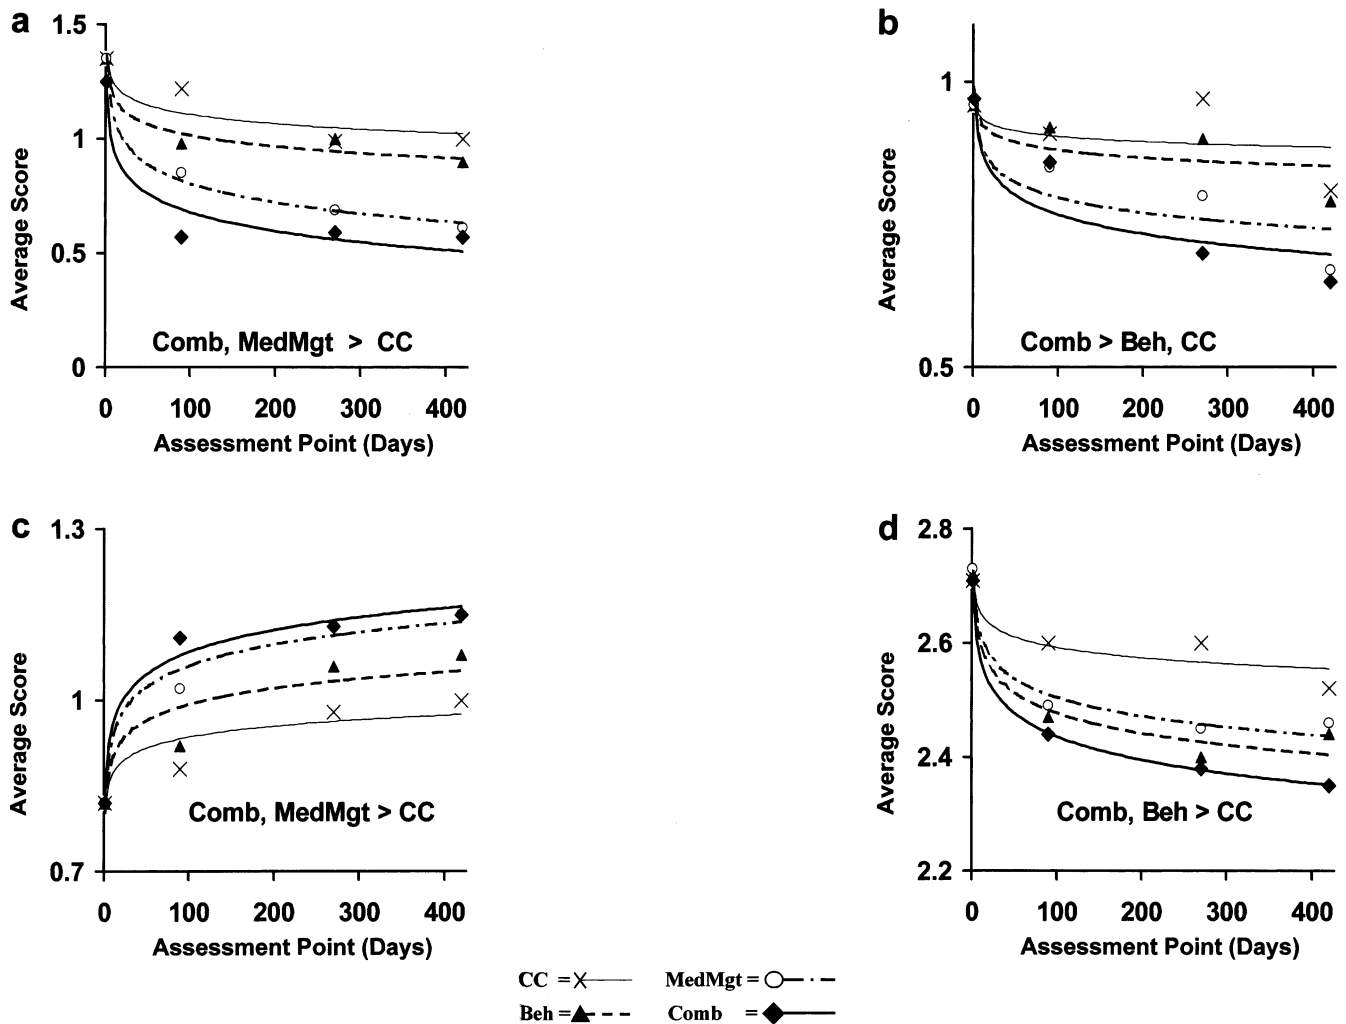 a
1.5
1
0.5
0
Average Score
Comb, MedMgt > CC
0 100 200 300 400
Assessment Point (Days)
b
1
0.5
Average Score
Comb > Beh, CC
0 100 200 300 400
Assessment Point (Days)
c
1.3
1
0.7
Average Score
Comb, MedMgt > CC
0 100 200 300 400
Assessment Point (Days)
d
2.8
2.6
2.4
2.2
Average Score
Comb, Beh > CC
0 100 200 300 400
Assessment Point (Days)
CC = MedMgt =
Beh = Comb =